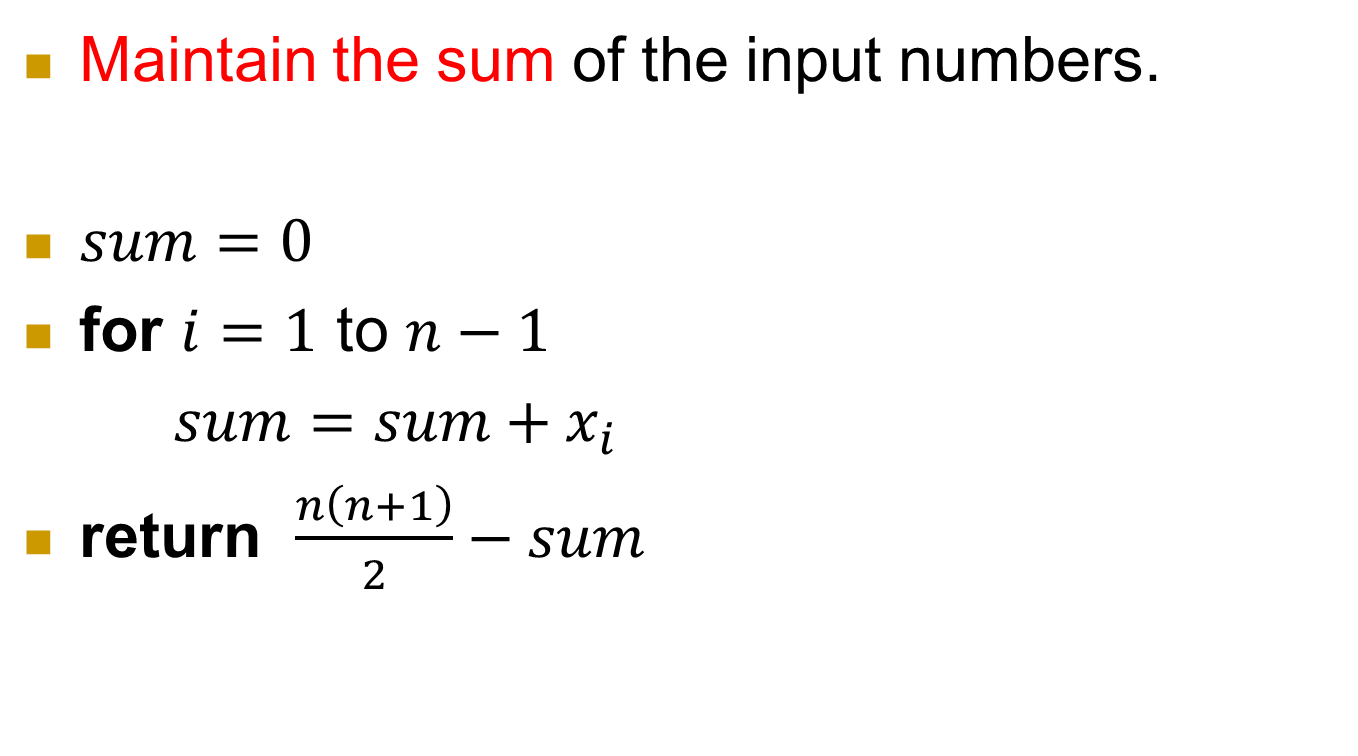 Maintain the sum of the input numbers.
sum = 0
for i = 1 to n − 1
sum = sum + xᵢ
return n(n+1)/2 − sum